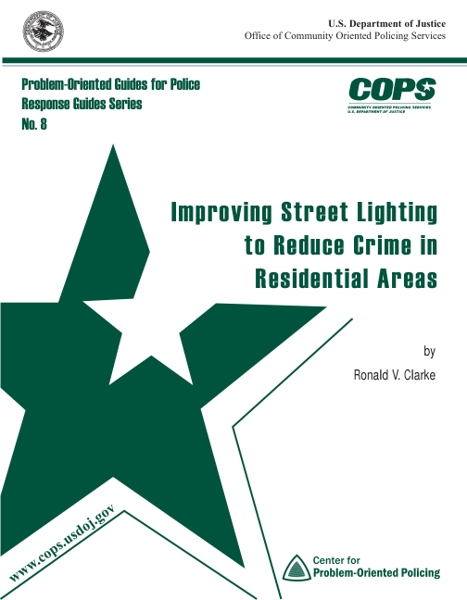 U.S. Department of Justice
Office of Community Oriented Policing Services
Problem-Oriented Guides for Police
Response Guides Series
No. 8
COPS
COMMUNITY ORIENTED POLICING SERVICES
U.S. DEPARTMENT OF JUSTICE
Improving Street Lighting
to Reduce Crime in
Residential Areas
by
Ronald V. Clarke
www.cops.usdoj.gov
Center for
Problem-Oriented Policing